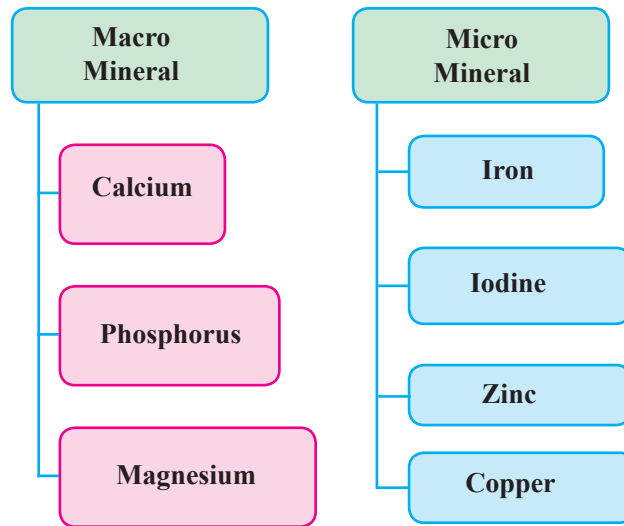 Macro
Mineral
Calcium
Phosphorus
Magnesium
Micro
Mineral
Iron
Iodine
Zinc
Copper